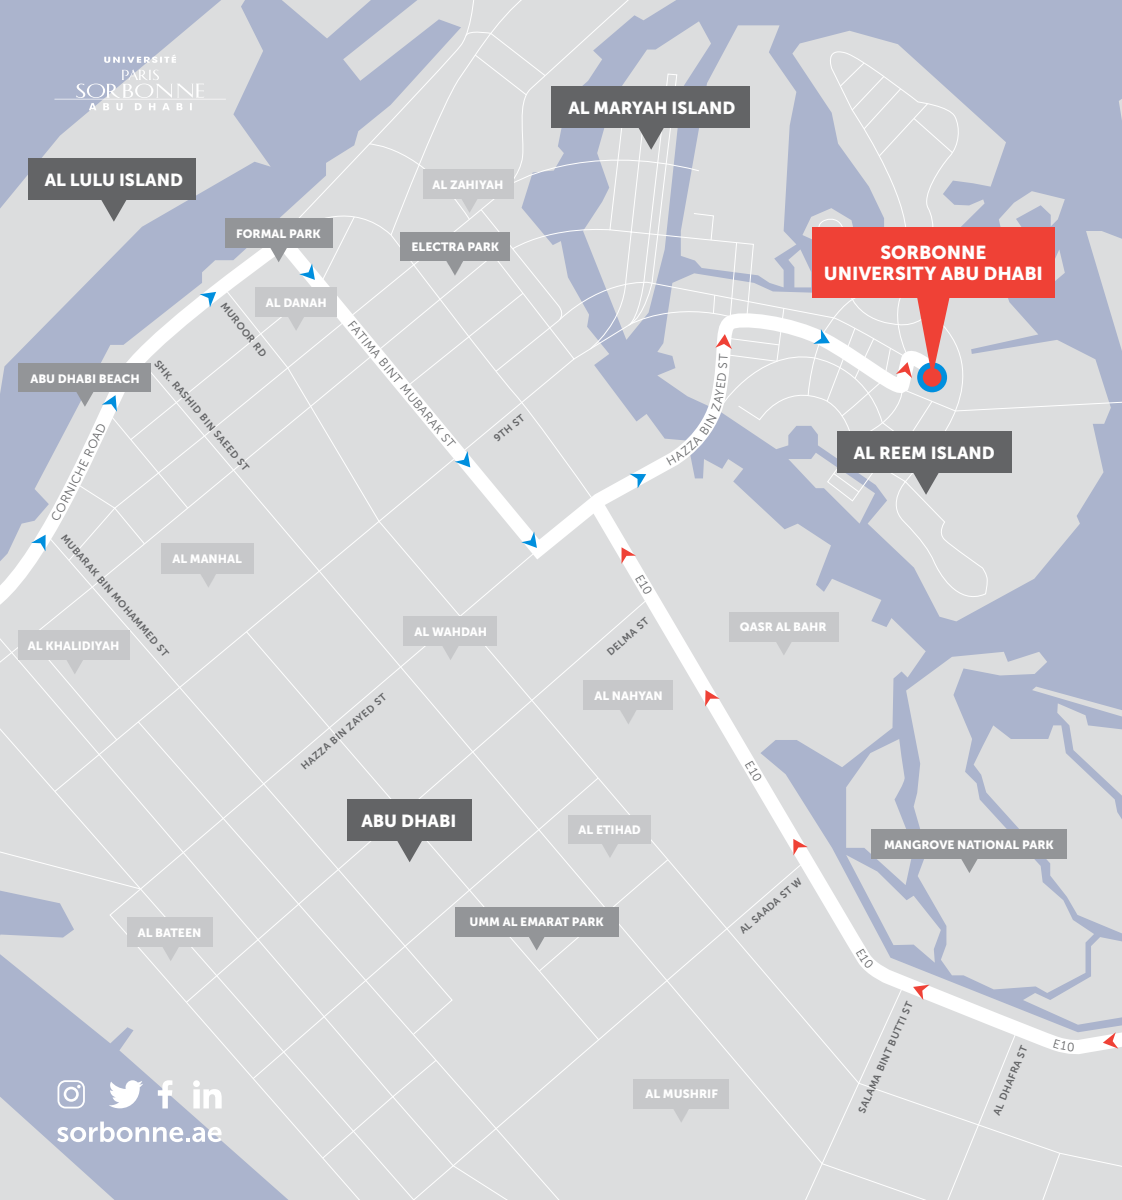 UNIVERSITÉ
PARIS
SORBONNE
ABU DHABI
AL MARYAH ISLAND
AL LULU ISLAND
AL ZAHIYAH
FORMAL PARK
ELECTRA PARK
SORBONNE
UNIVERSITY ABU DHABI
AL DANAH
MUROOR RD
FATIMA BINT MUBARAK ST
ABU DHABI BEACH
SHK. RASHID BIN SAEED ST
HAZZA BIN ZAYED ST
9TH ST
CORNICHE ROAD
AL REEM ISLAND
MUBARAK BIN MOHAMMED ST
AL MANHAL
E10
AL KHALIDIYAH
AL WAHDAH
DELMA ST
QASR AL BAHR
AL NAHYAN
HAZZA BIN ZAYED ST
E10
ABU DHABI
AL ETIHAD
MANGROVE NATIONAL PARK
AL SAADA ST W
UMM AL EMARAT PARK
AL BATEEN
E10
SALAMA BINT BUTTI ST
E10
AL DHAFRA ST
AL MUSHRIF
sorbonne.ae